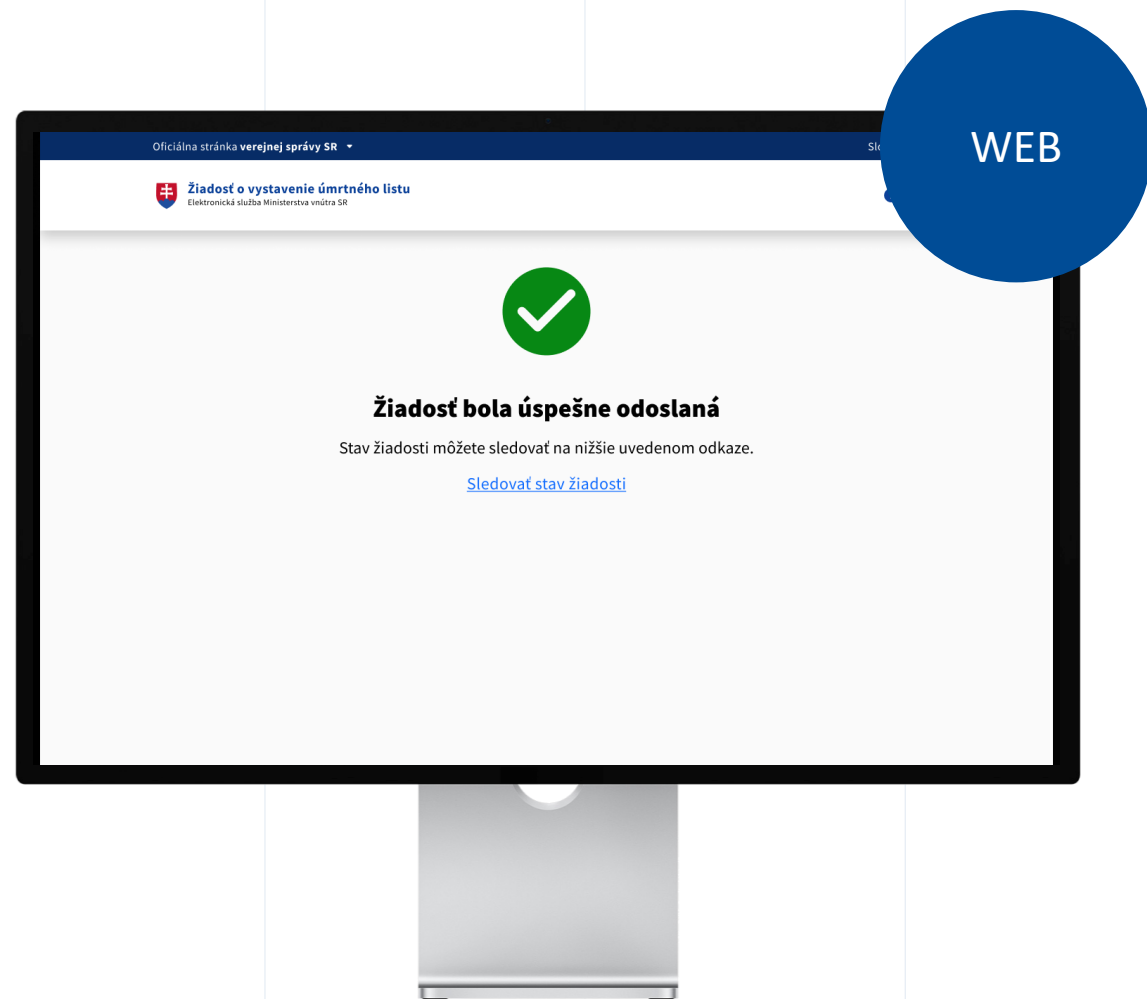 WEB
Oficiálna stránka verejnej správy SR
Žiadosť o vystavenie úmrtného listu
Elektronická služba Ministerstva vnútra SR
Žiadosť bola úspešne odoslaná
Stav žiadosti môžete sledovať na nižšie uvedenom odkaze.
Sledovať stav žiadosti